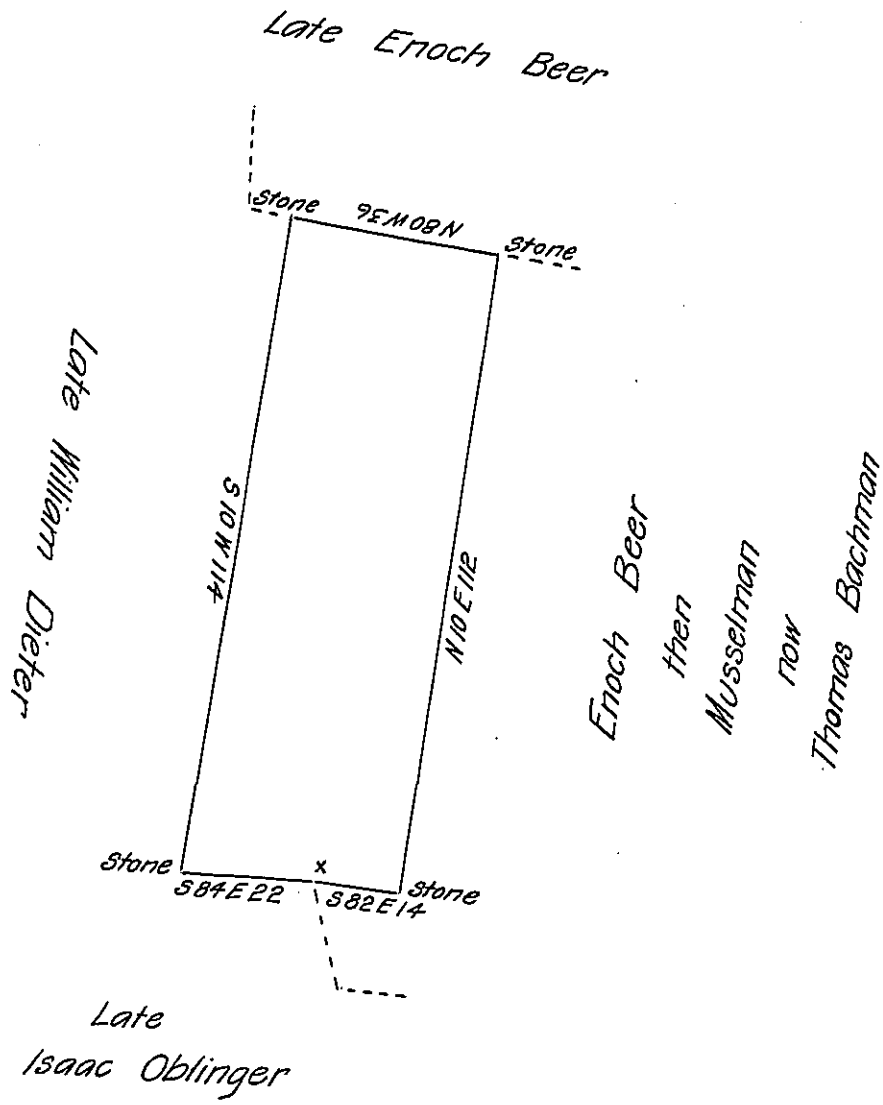 Late Enoch Beer
Stone
N80W36
Stone
Late William Dieter
S10W114
N10E112
Enoch Beer
then
Musselman
now
Thomas Bachman
Stone
x
Stone
S84E22
S82E14
Late
Isaac Oblinger